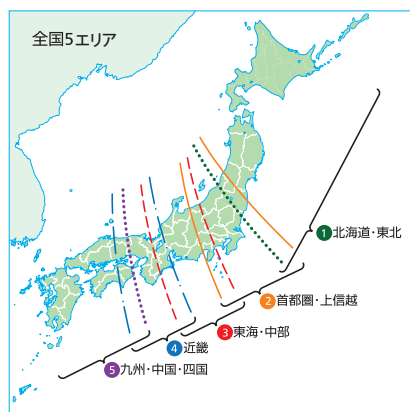 全国5エリア
1北海道・東北
2首都圏・上信越
3東海・中部
4近畿
5九州・中国・四国